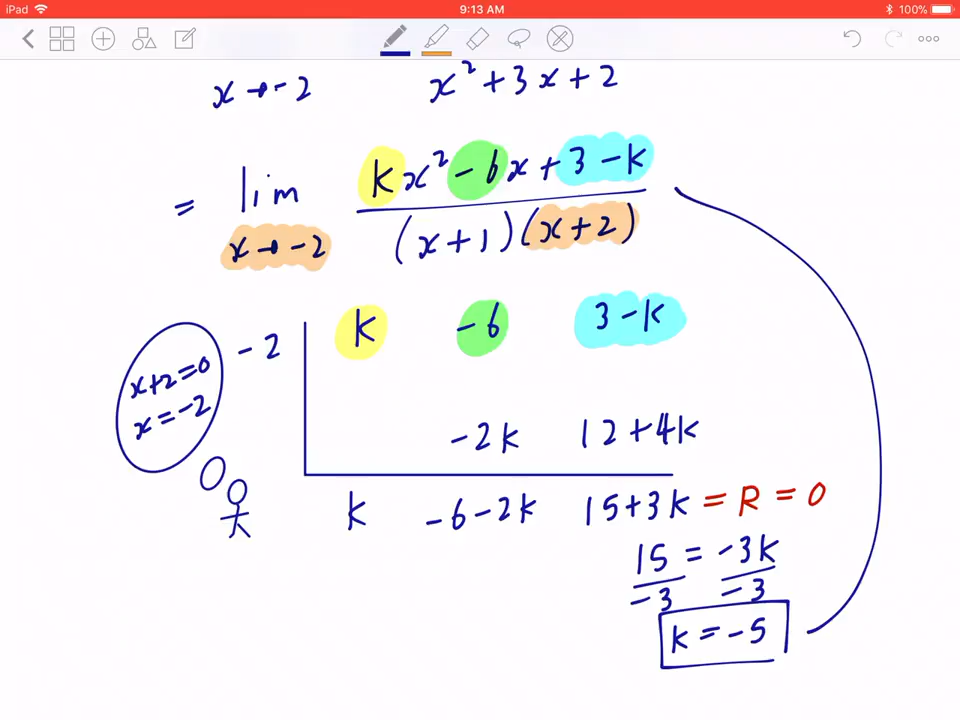 iPad 9:13 AM 100%
x→-2 x²+3x+2
= lim kx²-6x+3-k
x→-2 (x+1)(x+2)
k -6 3-k
x+2=0 -2
x=-2
-2k 12+4k
k -6-2k 15+3k = R = 0
15 = -3k
-3 -3
k = -5